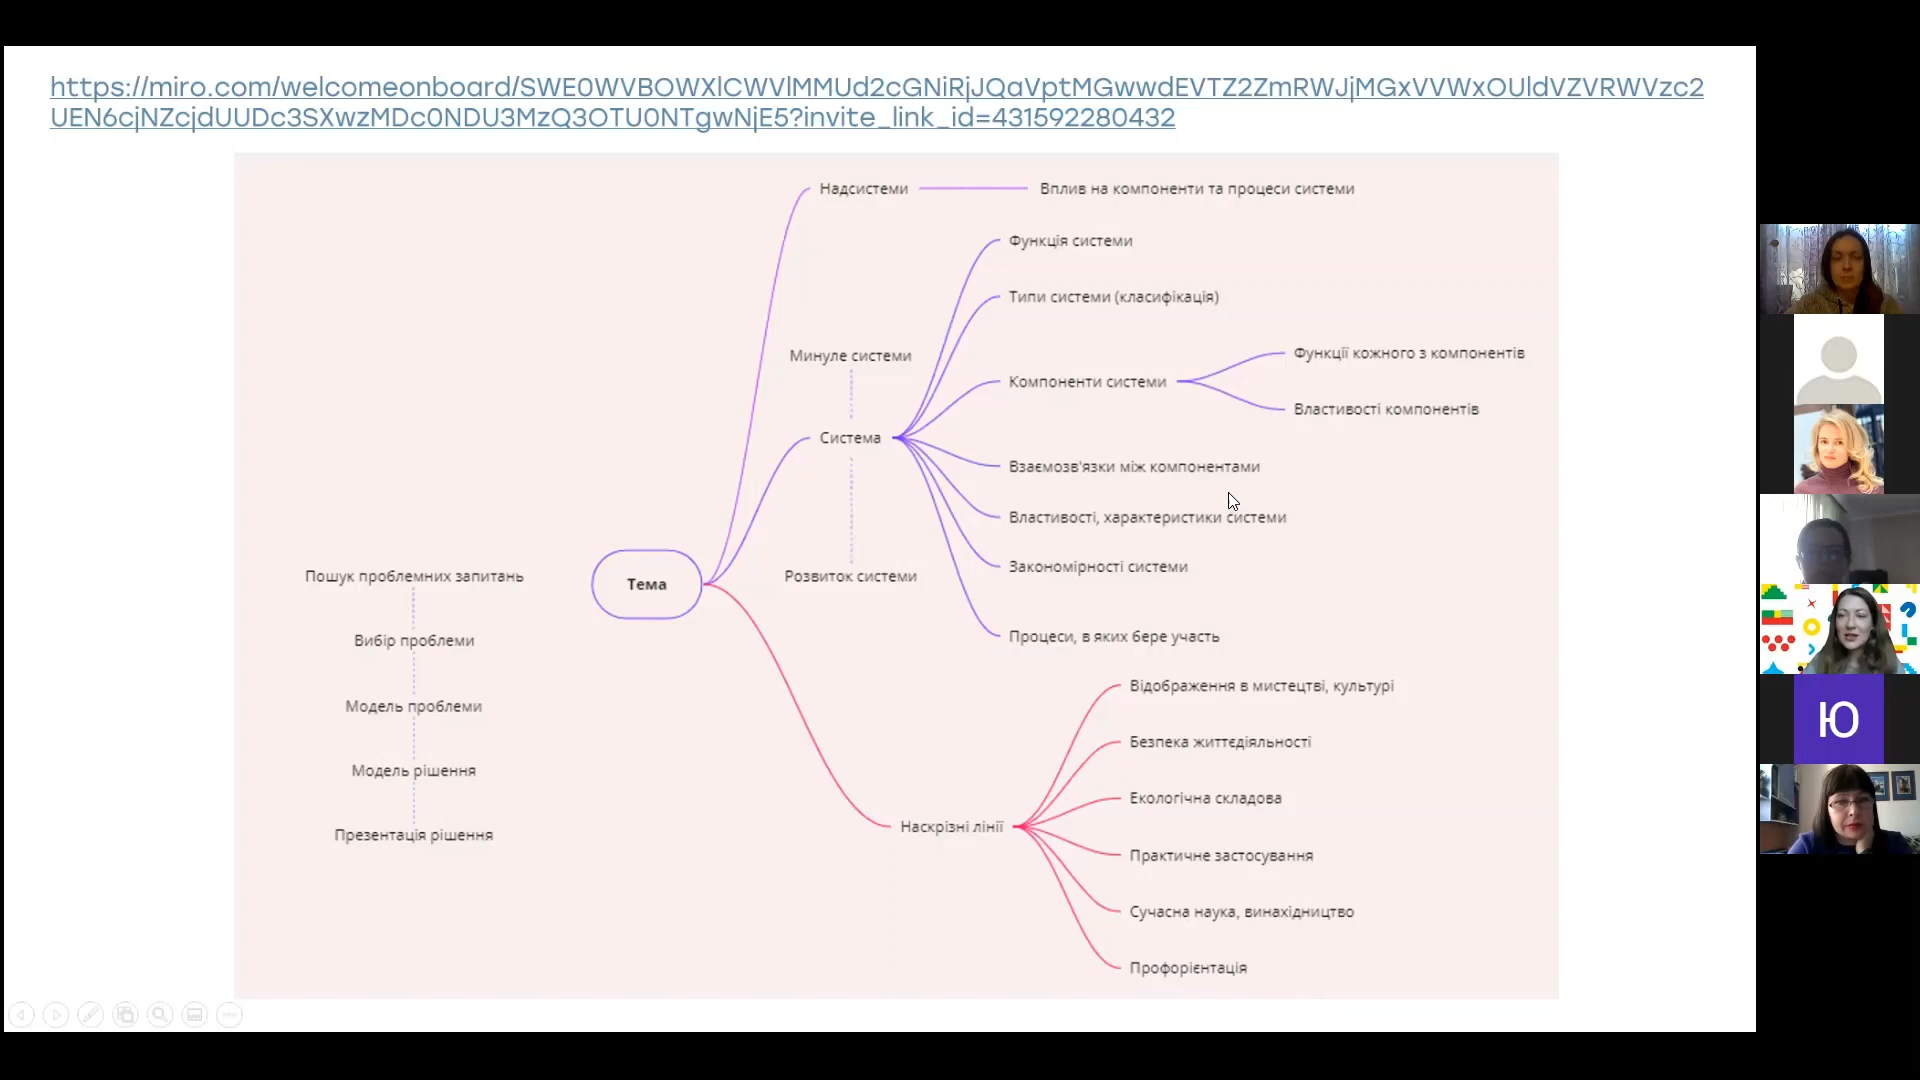 https://miro.com/welcomeonboard/SWE0WVBOWXlCWVlMMUd2cGNiRjJQaVptMGwwdEVTZ2ZmRWJjMGxVVWxOUldVZVRWVzc2
UEN6cjNZcjdUUDc3SXwzMDc0NDU3MzQ3OTU0NTgwNjE5?invite_link_id=431592280432
Надсистеми
Вплив на компоненти та процеси системи
Функція системи
Типи системи (класифікація)
Минуле системи
Компоненти системи
Функції кожного з компонентів
Властивості компонентів
Система
Взаємозв'язки між компонентами
Властивості, характеристики системи
Закономірності системи
Розвиток системи
Процеси, в яких бере участь
Тема
Пошук проблемних запитань
Вибір проблеми
Модель проблеми
Модель рішення
Презентація рішення
Наскрізні лінії
Відображення в мистецтві, культурі
Безпека життєдіяльності
Екологічна складова
Практичне застосування
Сучасна наука, винахідництво
Профорієнтація
Ю